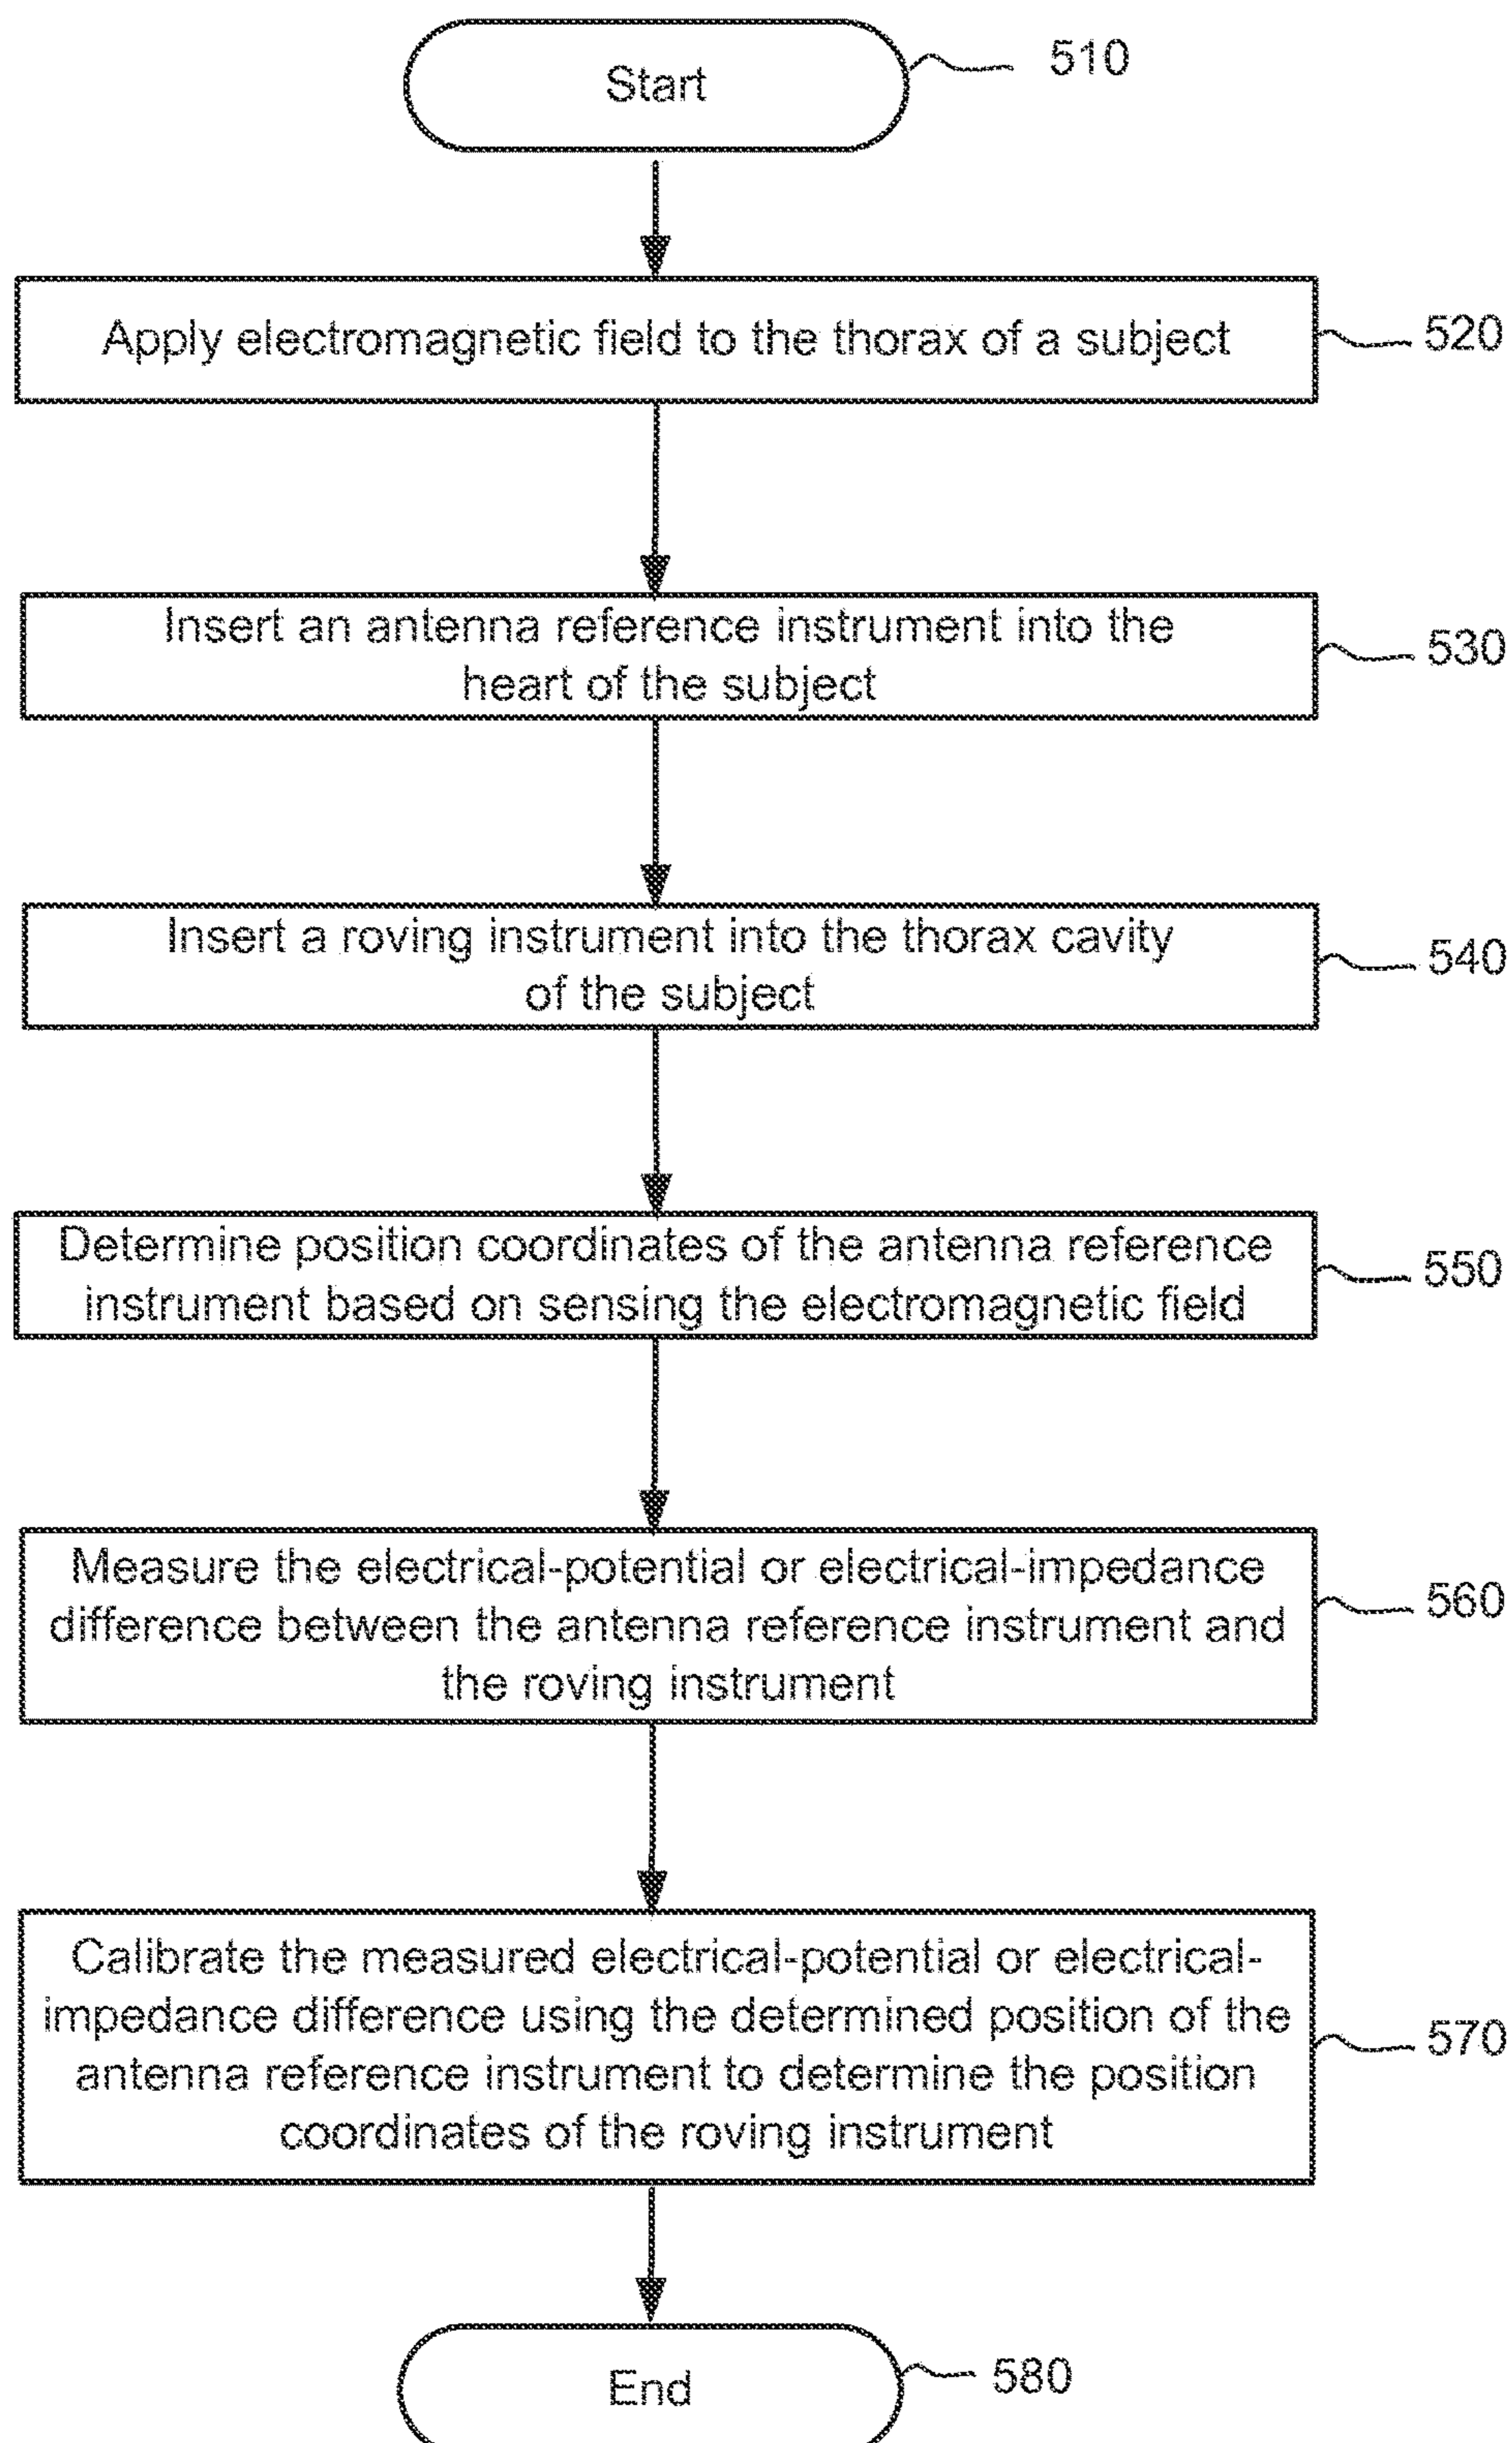 Start
510
Apply electromagnetic field to the thorax of a subject
520
Insert an antenna reference instrument into the
heart of the subject
530
Insert a roving instrument into the thorax cavity
of the subject
540
Determine position coordinates of the antenna reference
instrument based on sensing the electromagnetic field
550
Measure the electrical-potential or electrical-impedance
difference between the antenna reference instrument and
the roving instrument
560
Calibrate the measured electrical-potential or electrical-
impedance difference using the determined position of the
antenna reference instrument to determine the position
coordinates of the roving instrument
570
End
580